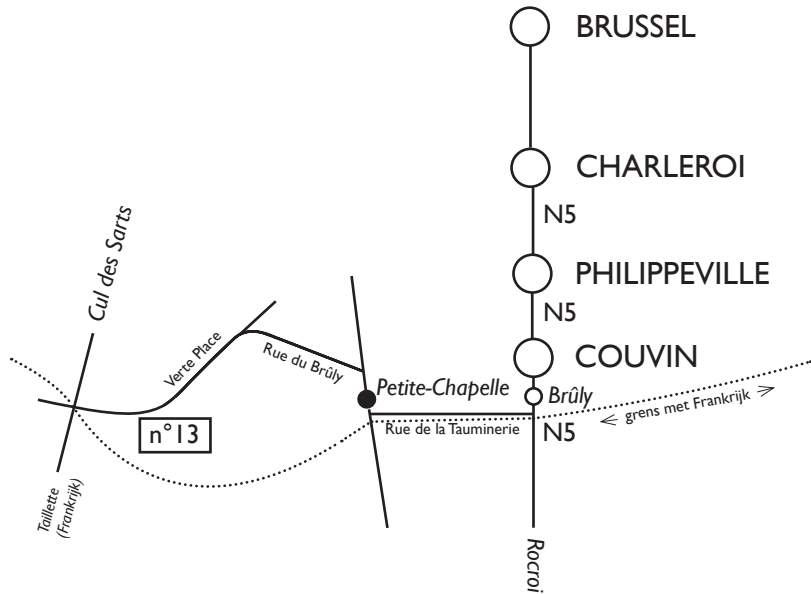 BRUSSEL
CHARLEROI
N5
PHILIPPEVILLE
N5
COUVIN
Brûly
N5
grens met Frankrijk
Rocroi
Cul des Sarts
Verte Place
Rue du Brûly
Petite-Chapelle
Rue de la Tauminerie
n°13
Taillette
(Frankrijk)